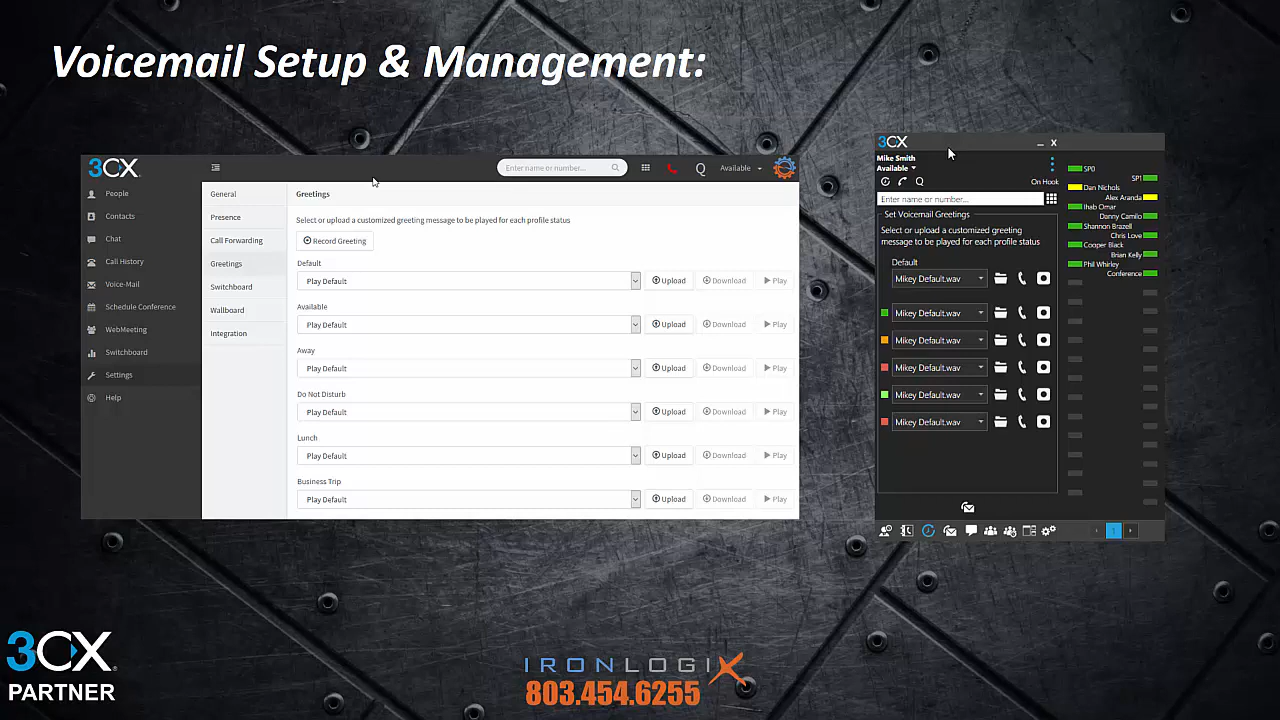 Voicemail Setup & Management:
3CX
Enter name or number...
Q
Available
People
Contacts
Chat
Call History
Voice-Mail
Schedule Conference
WebMeeting
Switchboard
Settings
Help
General
Presence
Call Forwarding
Greetings
Switchboard
Wallboard
Integration
Greetings
Select or upload a customized greeting message to be played for each profile status
Record Greeting
Default
Play Default Upload Download Play
Available
Play Default Upload Download Play
Away
Play Default Upload Download Play
Do Not Disturb
Play Default Upload Download Play
Lunch
Play Default Upload Download Play
Business Trip
Play Default Upload Download Play
3CX
Mike Smith
Available
On Hook
Enter name or number...
Set Voicemail Greetings
Select or upload a customized greeting
message to be played for each profile status
Default
Mikey Default.wav
Mikey Default.wav
Mikey Default.wav
Mikey Default.wav
Mikey Default.wav
Mikey Default.wav
1
SP0
SP1
Dan Nichols
Alex Aranda
Ihab Omar
Danny Camilo
Shannon Brazell
Chris Love
Cooper Black
Brian Kelly
Phil Whirley
Conference
3CX
PARTNER
IRONLOGIX
803.454.6255